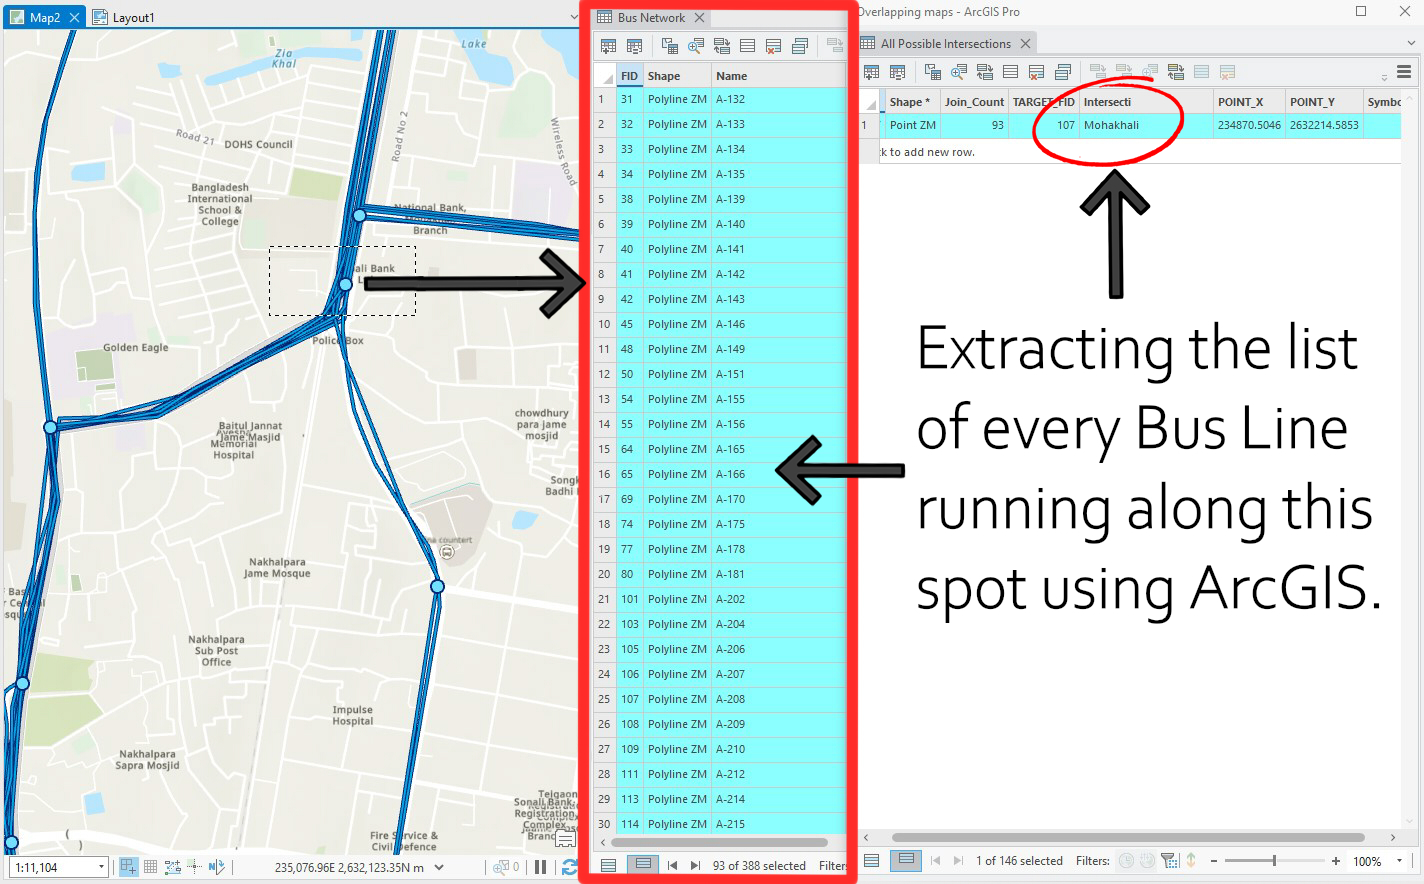 Map2
Layout1
Zia
Khal
Lake
Road 21
DOHS Council
Road No 2
Wireless Road
Bangladesh
International
School &
College
National Bank,
Branch
ali Bank
L
Golden Eagle
Police Box
Baitul Jannat
Jame Masjid
Memorial
Hospital
chowdhury
para jame
mosjid
Songk
Badhi
na countert
Nakhalpara
Jame Mosque
F Bas
r Central
osqu
Nakhalpara
Sub Post
Office
Impulse
Hospital
Nakhalpara
Sapra Mosjid
Tejgaon
Sonali Bank,
Registration
Complex
Fire Service &
Civil Defence
1:11,104
235,076.96E 2,632,123.35N m
0
Bus Network
FID Shape Name
1 31 Polyline ZM A-132
2 32 Polyline ZM A-133
3 33 Polyline ZM A-134
4 34 Polyline ZM A-135
5 38 Polyline ZM A-139
6 39 Polyline ZM A-140
7 40 Polyline ZM A-141
8 41 Polyline ZM A-142
9 42 Polyline ZM A-143
10 45 Polyline ZM A-146
11 48 Polyline ZM A-149
12 50 Polyline ZM A-151
13 54 Polyline ZM A-155
14 55 Polyline ZM A-156
15 64 Polyline ZM A-165
16 65 Polyline ZM A-166
17 69 Polyline ZM A-170
18 74 Polyline ZM A-175
19 77 Polyline ZM A-178
20 80 Polyline ZM A-181
21 101 Polyline ZM A-202
22 103 Polyline ZM A-204
23 105 Polyline ZM A-206
24 106 Polyline ZM A-207
25 107 Polyline ZM A-208
26 108 Polyline ZM A-209
27 109 Polyline ZM A-210
28 111 Polyline ZM A-212
29 113 Polyline ZM A-214
30 114 Polyline ZM A-215
93 of 388 selected Filters
Overlapping maps - ArcGIS Pro
All Possible Intersections
Shape * Join_Count TARGET_FID Intersecti POINT_X POINT_Y Symbo
1 Point ZM 93 107 Mohakhali 234870.5046 2632214.5853
k to add new row.
Extracting the list
of every Bus Line
running along this
spot using ArcGIS.
1 of 146 selected Filters: - + 100%